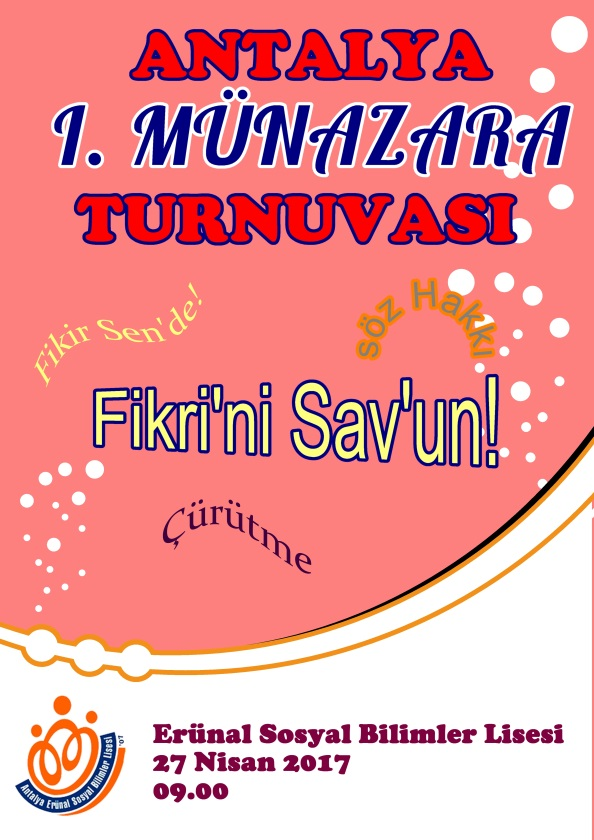 ANTALYA
I. MÜNAZARA
TURNUVASI
Fikir Sen'de!
söz Hakkı
Fikri'ni Sav'un!
Çürütme
Erünal Sosyal Bilimler Lisesi
27 Nisan 2017
09.00
Antalya Erünal Sosyal Bilimler Lisesi
'07